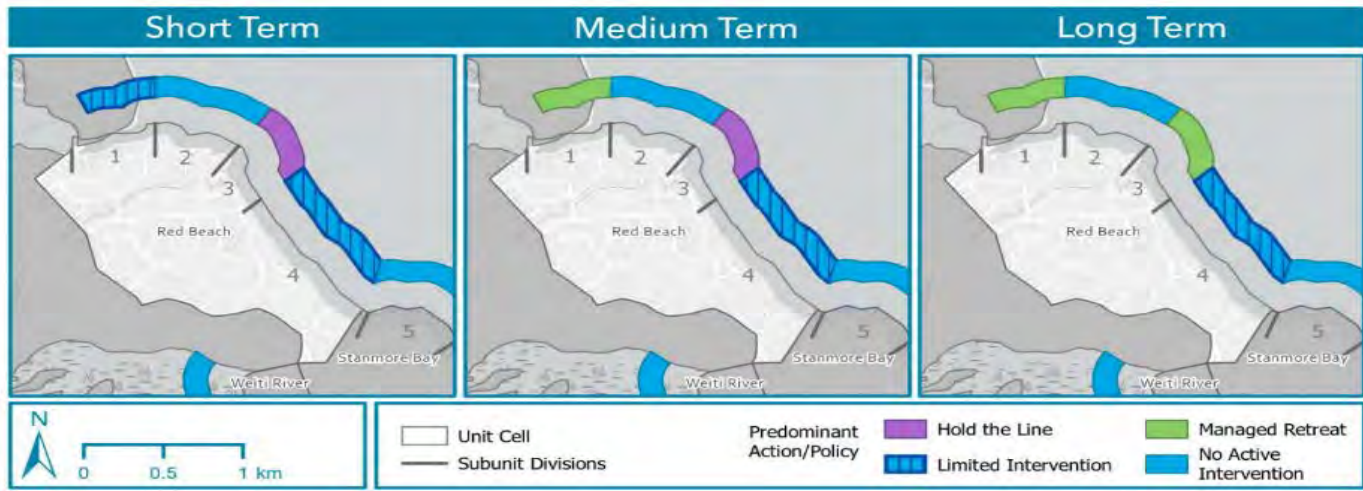 Short Term
Medium Term
Long Term
1
2
3
Red Beach
4
5
Stanmore Bay
Weiti River
1
2
3
Red Beach
4
5
Stanmore Bay
Weiti River
1
2
3
Red Beach
4
5
Stanmore Bay
Weiti River
N
0 0.5 1 km
Unit Cell
Subunit Divisions
Predominant
Action/Policy
Hold the Line
Limited Intervention
Managed Retreat
No Active
Intervention